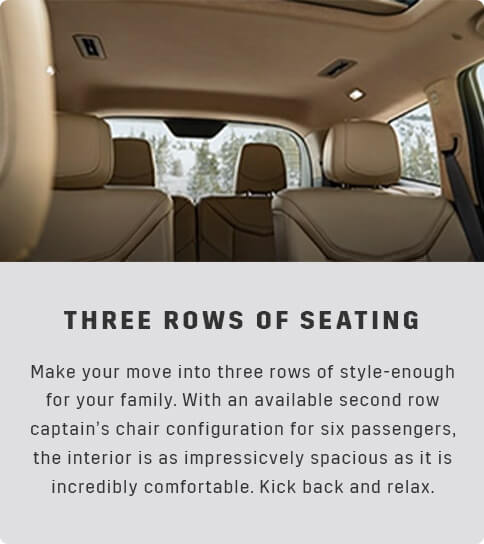 THREE ROWS OF SEATING
Make your move into three rows of style-enough
for your family. With an available second row
captain's chair configuration for six passengers,
the interior is as impressicvely spacious as it is
incredibly comfortable. Kick back and relax.